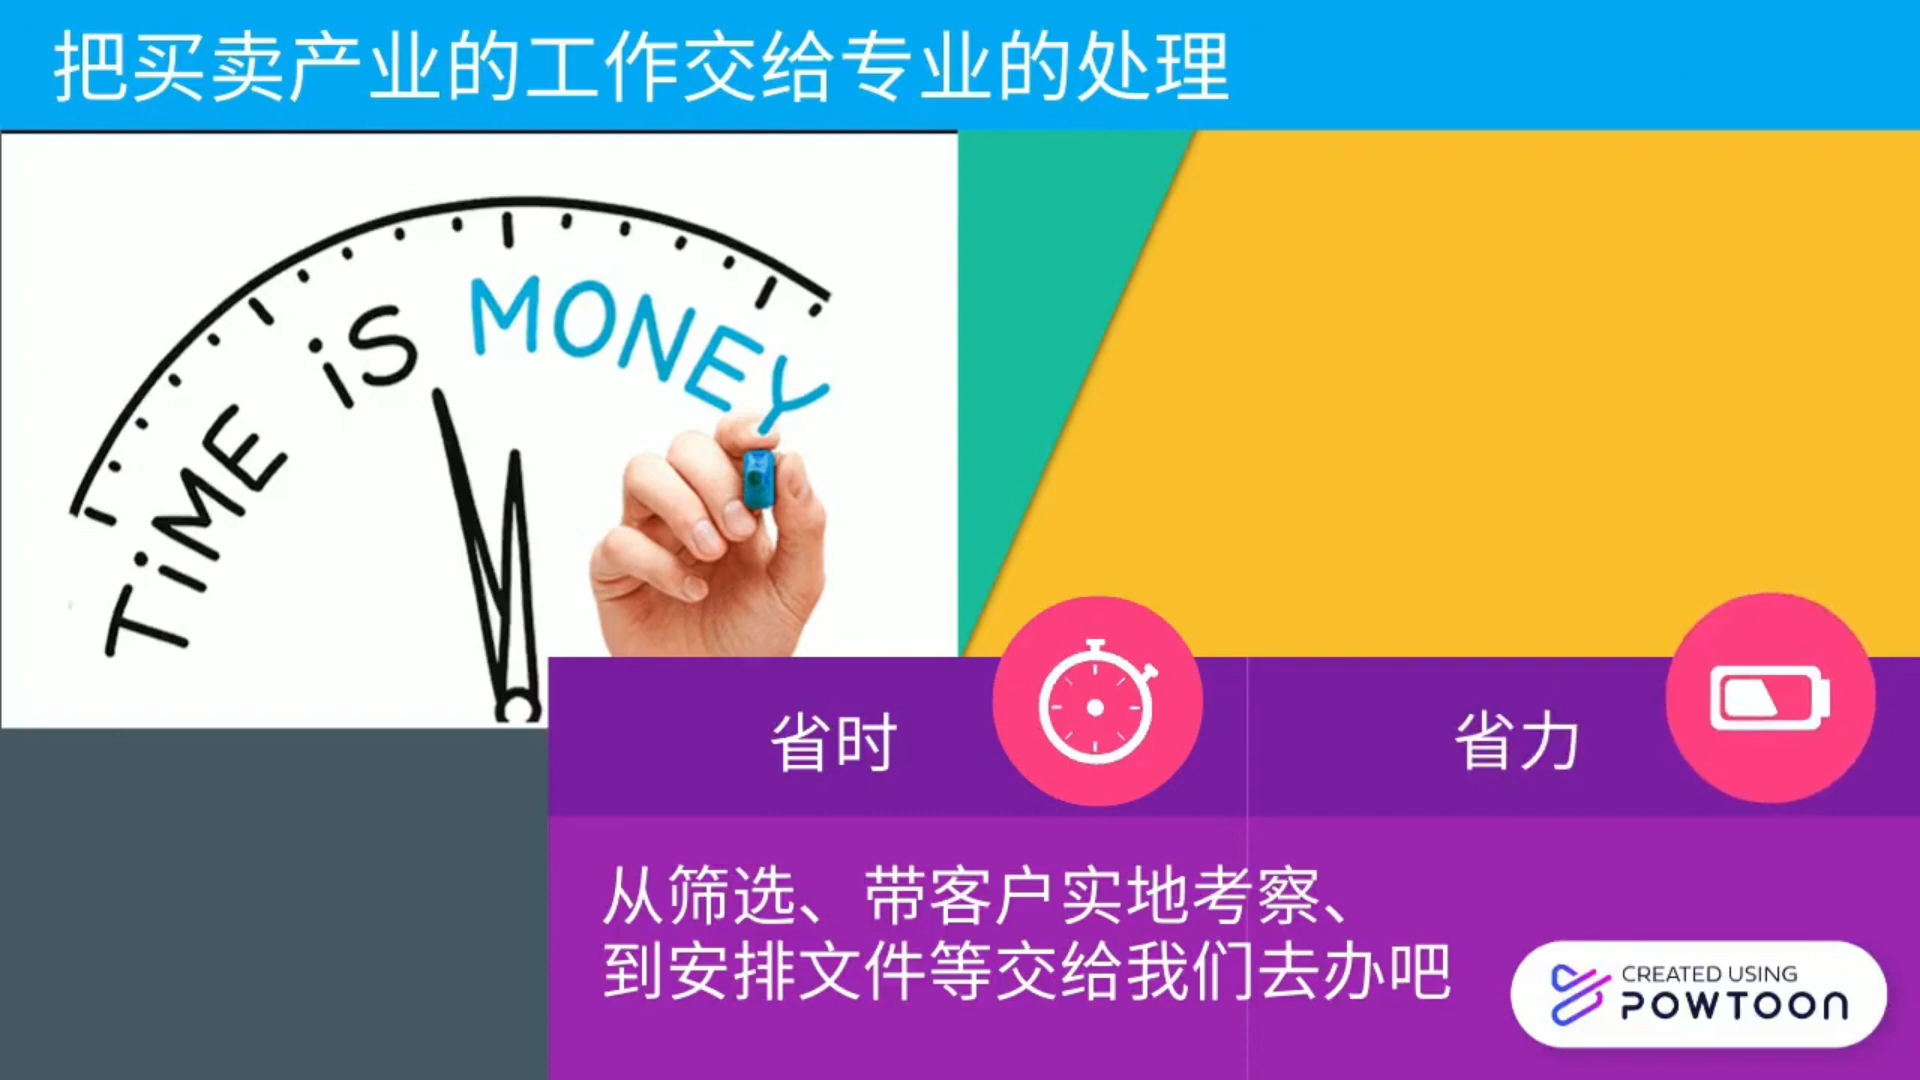 把买卖产业的工作交给专业的处理
TiME iS MONEY
省时
省力
从筛选、带客户实地考察、
到安排文件等交给我们去办吧
CREATED USING
POWTOON